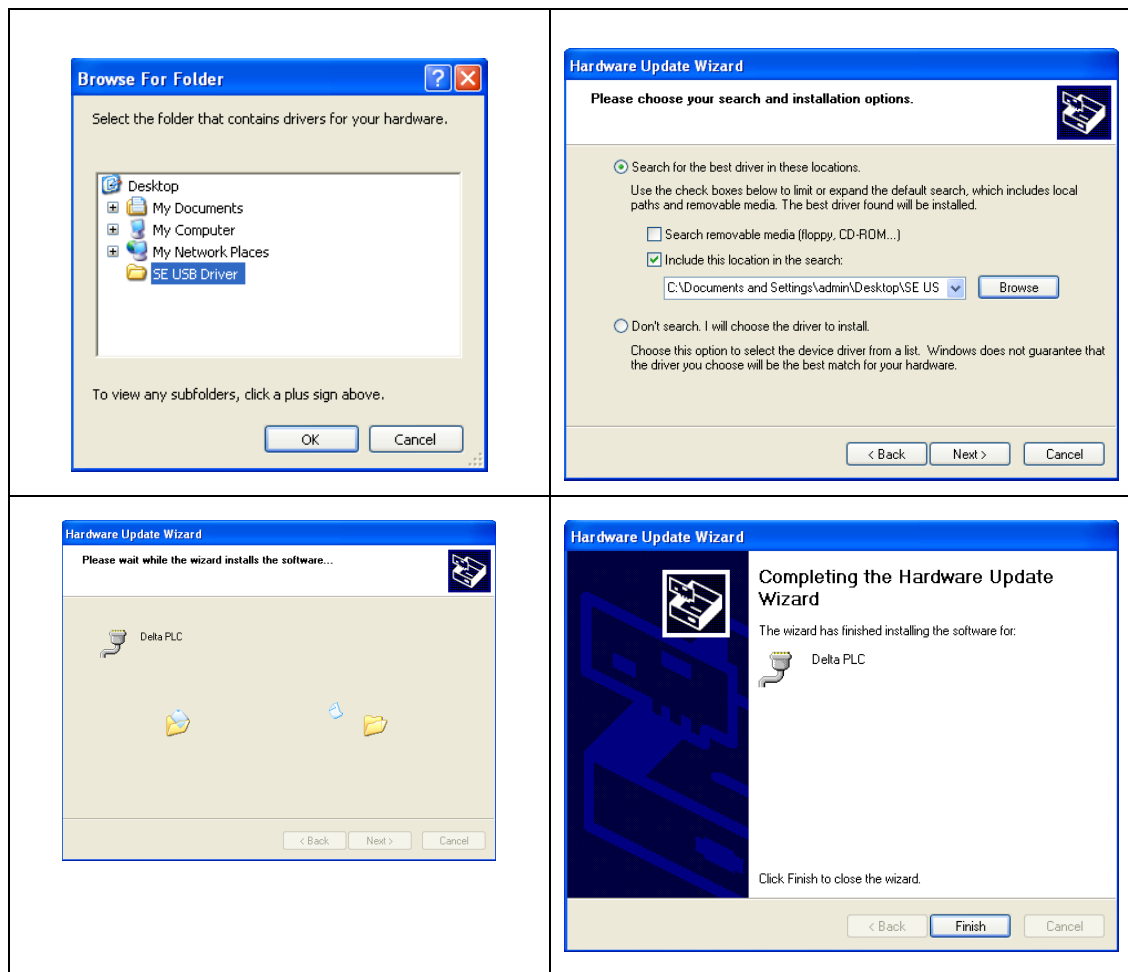 Browse For Folder
Select the folder that contains drivers for your hardware.
Desktop
My Documents
My Computer
My Network Places
SE USB Driver
To view any subfolders, click a plus sign above.
OK Cancel
Hardware Update Wizard
Please choose your search and installation options.
Search for the best driver in these locations.
Use the check boxes below to limit or expand the default search, which includes local
paths and removable media. The best driver found will be installed.
Search removable media (floppy, CD-ROM...)
Include this location in the search:
C:\Documents and Settings\admin\Desktop\SE US Browse
Don't search. I will choose the driver to install.
Choose this option to select the device driver from a list. Windows does not guarantee that
the driver you choose will be the best match for your hardware.
< Back Next > Cancel
Hardware Update Wizard
Please wait while the wizard installs the software...
Delta PLC
< Back Next > Cancel
Hardware Update Wizard
Completing the Hardware Update
Wizard
The wizard has finished installing the software for:
Delta PLC
Click Finish to close the wizard.
< Back Finish Cancel